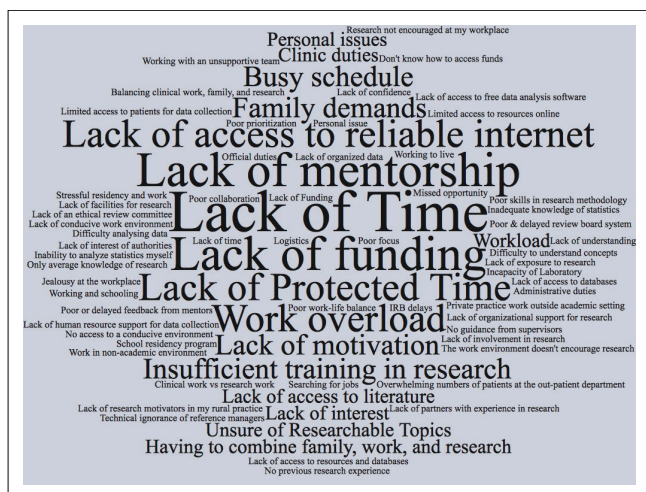 Research not encouraged at my workplace
Personal issues
Working with an unsupportive team Clinic duties Don't know how to access funds
Busy schedule
Balancing clinical work, family, and research Lack of confidence
Lack of access to free data analysis software
Limited access to patients for data collection Family demands Limited access to resources online
Poor prioritization Personal issue
Lack of access to reliable internet
Official duties Lack of organized data Working to live
Lack of mentorship
Stressful residency and work Missed opportunity
Lack of facilities for research Poor collaboration Lack of Funding Poor skills in research methodology
Lack of an ethical review committee Lack of Time Inadequate knowledge of statistics
Lack of conducive work environment Poor & delayed review board system
Difficulty analysing data
Lack of interest of authorities Lack of time Logistics Poor focus Workload Lack of understanding
Inability to analyze statistics myself Lack of funding Difficulty to understand concepts
Only average knowledge of research Lack of exposure to research
Incapacity of Laboratory
Jealousy at the workplace Lack of Protected Time Lack of access to databases
Working and schooling Administrative duties
Poor or delayed feedback from mentors Poor work-life balance IRB delays Private practice work outside academic setting
Lack of human resource support for data collection Work overload Lack of organizational support for research
No access to a conducive environment No guidance from supervisors
School residency program Lack of motivation Lack of involvement in research
Work in non-academic environment The work environment doesn't encourage research
Insufficient training in research
Clinical work vs research work Searching for jobs Overwhelming numbers of patients at the out-patient department
Lack of access to literature
Lack of research motivators in my rural practice Lack of interest Lack of partners with experience in research
Technical ignorance of reference managers
Unsure of Researchable Topics
Having to combine family, work, and research
Lack of access to resources and databases
No previous research experience